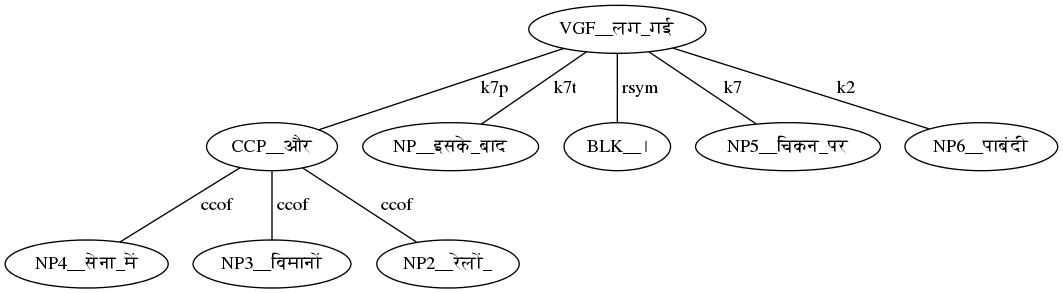 VGF__लग_गई
k7p k7t rsym k7 k2
CCP__और NP__इसके_बाद BLK__। NP5__चिकन_पर NP6__पाबंदी
ccof ccof ccof
NP4__सेना_में NP3__विमानों NP2__रेलों_